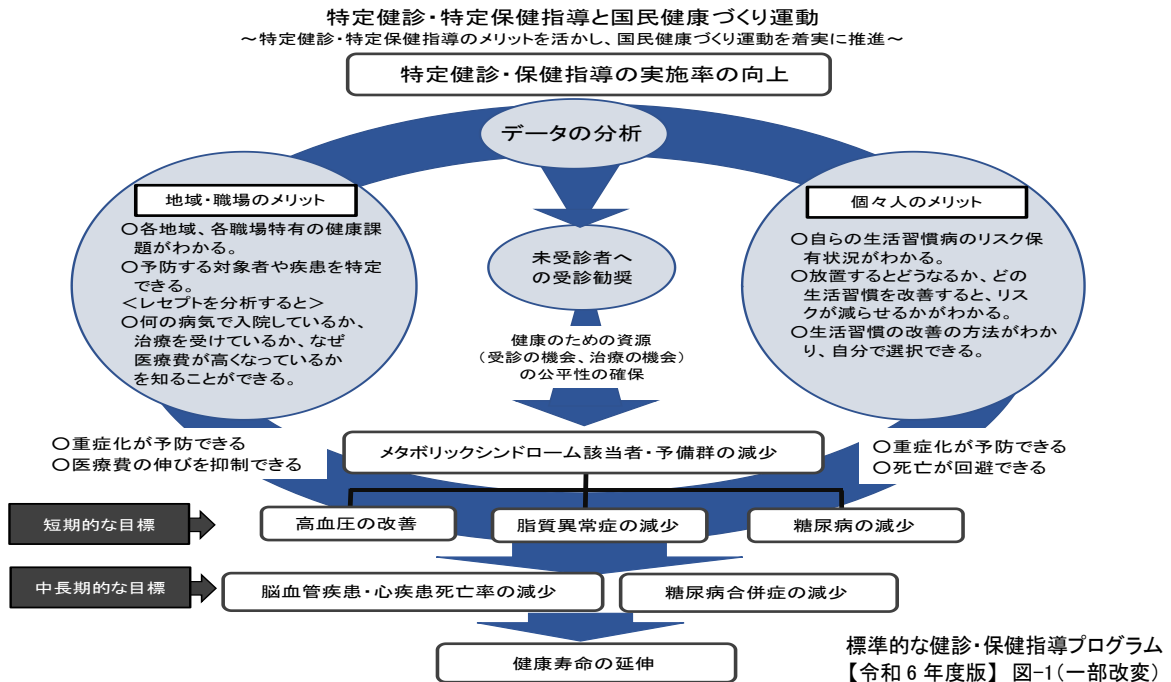 特定健診・特定保健指導と国民健康づくり運動
～特定健診・特定保健指導のメリットを活かし、国民健康づくり運動を着実に推進～
特定健診・保健指導の実施率の向上
データの分析
地域・職場のメリット
〇各地域、各職場特有の健康課
題がわかる。
〇予防する対象者や疾患を特定
できる。
＜レセプトを分析すると＞
〇何の病気で入院しているか、
治療を受けているか、なぜ
医療費が高くなっているか
を知ることができる。
未受診者へ
の受診勧奨
健康のための資源
（受診の機会、治療の機会）
の公平性の確保
個々人のメリット
〇自らの生活習慣病のリスク保
有状況がわかる。
〇放置するとどうなるか、どの
生活習慣を改善すると、リス
クが減らせるかがわかる。
〇生活習慣の改善の方法がわか
り、自分で選択できる。
〇重症化が予防できる
〇医療費の伸びを抑制できる
メタボリックシンドローム該当者・予備群の減少
〇重症化が予防できる
〇死亡が回避できる
短期的な目標
高血圧の改善
脂質異常症の減少
糖尿病の減少
中長期的な目標
脳血管疾患・心疾患死亡率の減少
糖尿病合併症の減少
健康寿命の延伸
標準的な健診・保健指導プログラム
【令和6年度版】 図-1（一部改変）